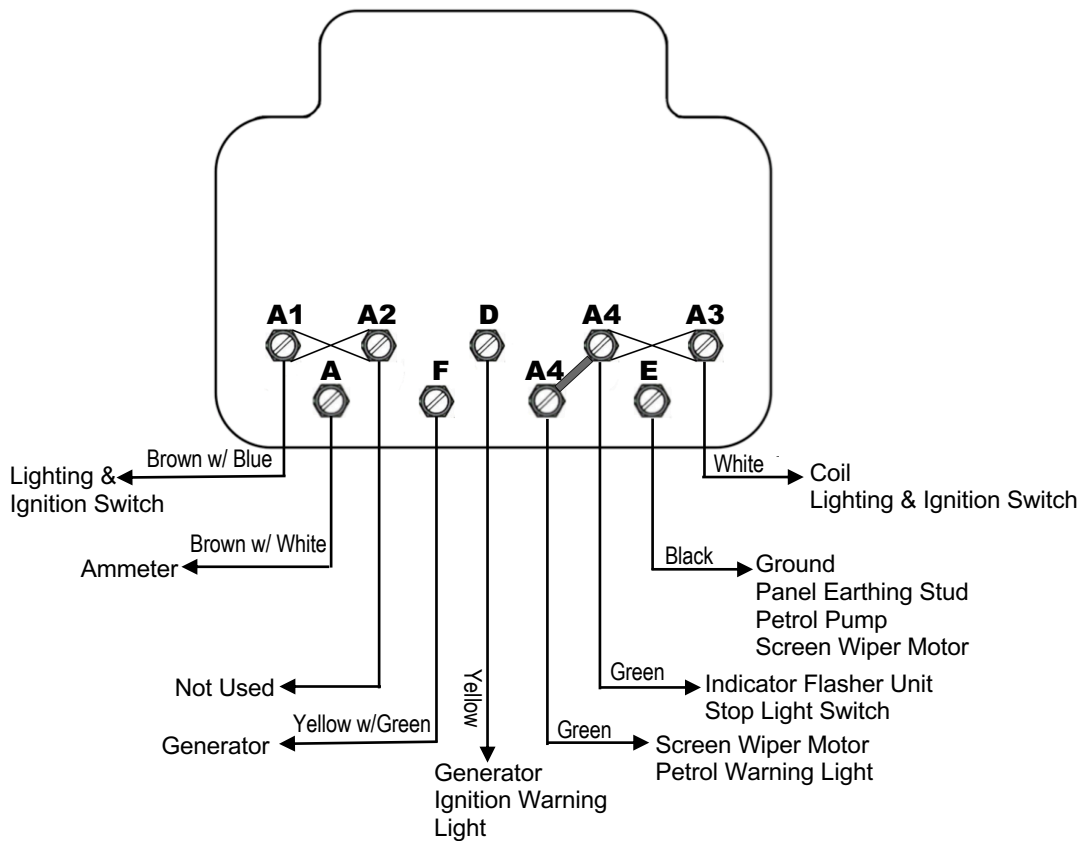 A1
A2
D
A4
A3
A
F
A4
E
Brown w/ Blue
Lighting &
Ignition Switch
White
Coil
Lighting & Ignition Switch
Brown w/ White
Ammeter
Black
Ground
Panel Earthing Stud
Petrol Pump
Screen Wiper Motor
Not Used
Yellow
Green
Indicator Flasher Unit
Stop Light Switch
Yellow w/Green
Generator
Green
Screen Wiper Motor
Petrol Warning Light
Generator
Ignition Warning
Light